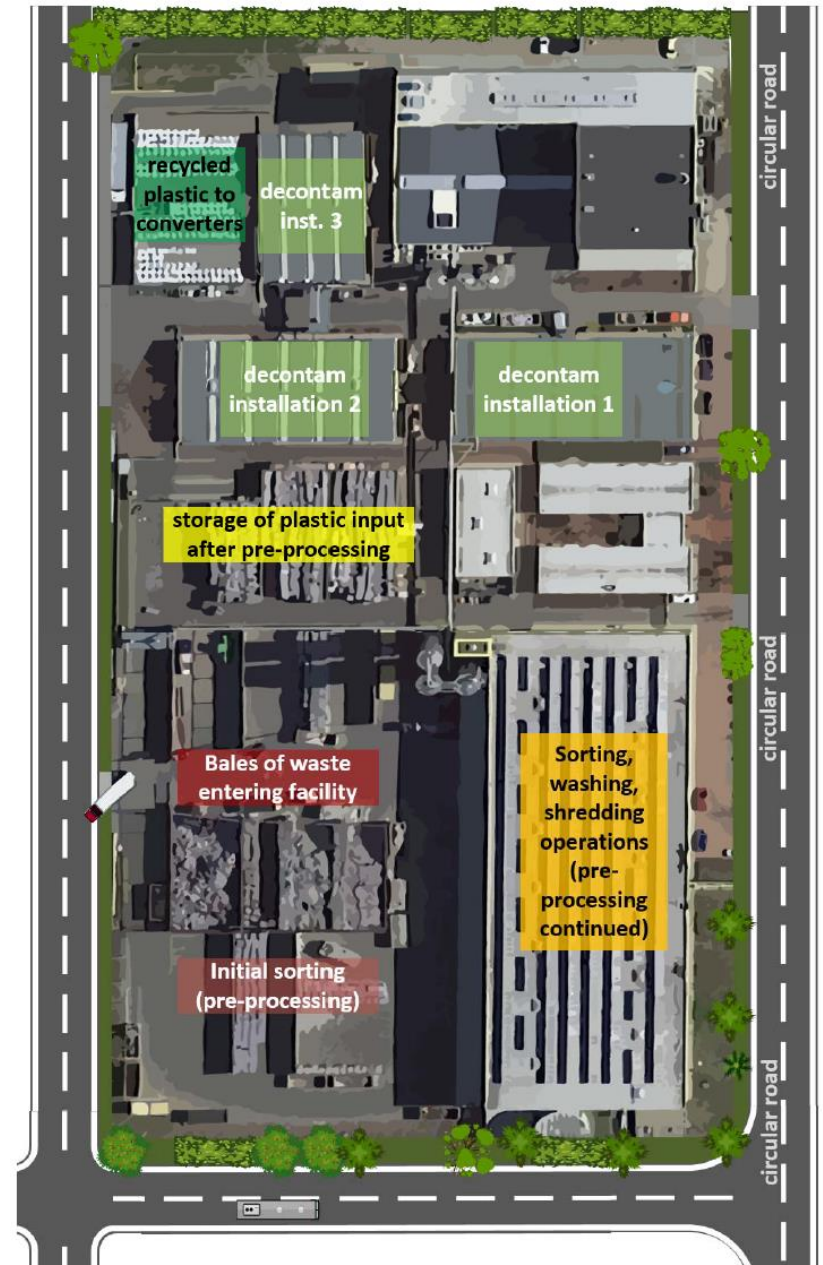 circular road
recycled
plastic to
converters
decontam
inst. 3
decontam
installation 2
decontam
installation 1
storage of plastic input
after pre-processing
circular road
Bales of waste
entering facility
Sorting,
washing,
shredding
operations
(pre-
processing
continued)
Initial sorting
(pre-processing)
circular road